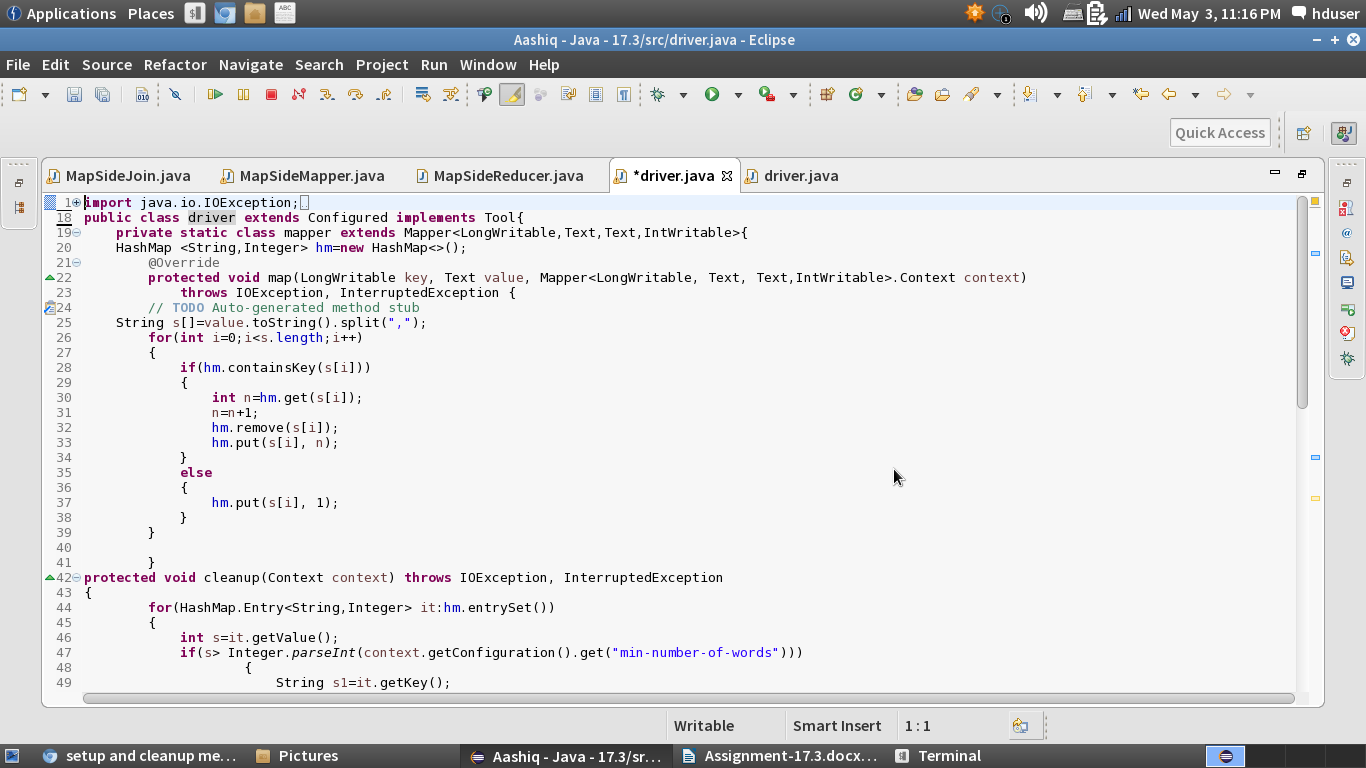 Applications Places Wed May 3, 11:16 PM hduser
Aashiq - Java - 17.3/src/driver.java - Eclipse
File Edit Source Refactor Navigate Search Project Run Window Help
Quick Access
MapSideJoin.java MapSideMapper.java MapSideReducer.java *driver.java driver.java
1 import java.io.IOException;
18 public class driver extends Configured implements Tool{
19 private static class mapper extends Mapper<LongWritable,Text,Text,IntWritable>{
20 HashMap <String,Integer> hm=new HashMap<>();
21 @Override
22 protected void map(LongWritable key, Text value, Mapper<LongWritable, Text, Text,IntWritable>.Context context)
23 throws IOException, InterruptedException {
24 // TODO Auto-generated method stub
25 String s[]=value.toString().split(",");
26 for(int i=0;i<s.length;i++)
27 {
28 if(hm.containsKey(s[i]))
29 {
30 int n=hm.get(s[i]);
31 n=n+1;
32 hm.remove(s[i]);
33 hm.put(s[i], n);
34 }
35 else
36 {
37 hm.put(s[i], 1);
38 }
39 }
40
41 }
42 protected void cleanup(Context context) throws IOException, InterruptedException
43 {
44 for(HashMap.Entry<String,Integer> it:hm.entrySet())
45 {
46 int s=it.getValue();
47 if(s> Integer.parseInt(context.getConfiguration().get("min-number-of-words")))
48 {
49 String s1=it.getKey();
Writable Smart Insert 1 : 1
setup and cleanup me... Pictures Aashiq - Java - 17.3/sr... Assignment-17.3.docx... Terminal